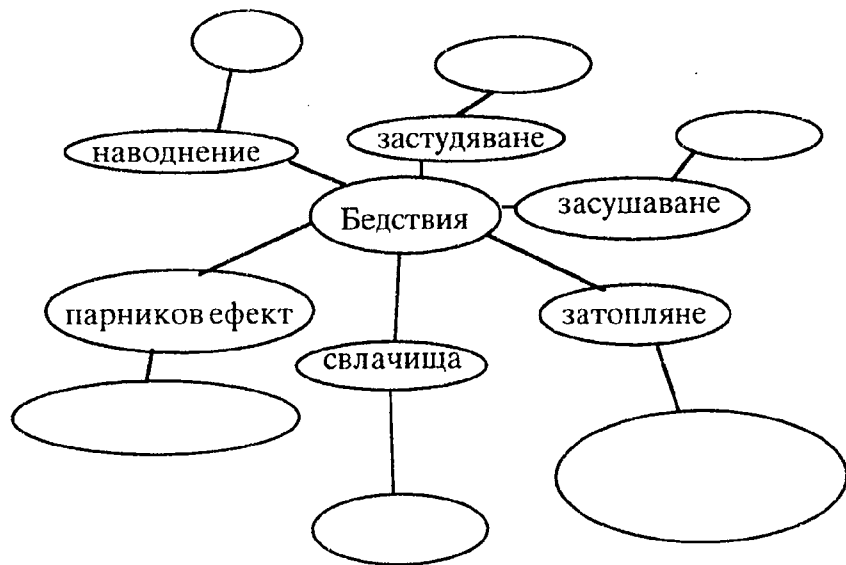 застудяване
наводнение
засушаване
Бедствия
парников ефект
затопляне
свлачища